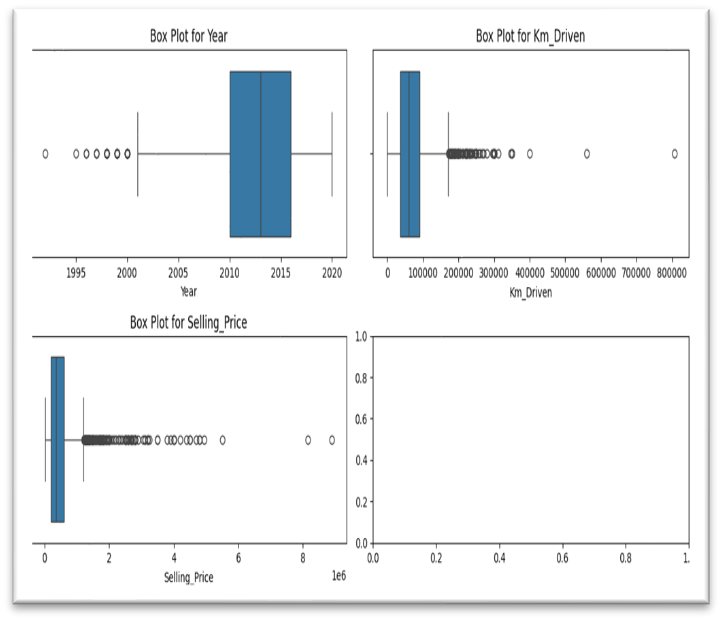 Box Plot for Year
1995 2000 2005 2010 2015 2020
Year
Box Plot for Km_Driven
0 100000 200000 300000 400000 500000 600000 700000 800000
Km_Driven
Box Plot for Selling_Price
0 2 4 6 8
1e6
Selling_Price
1.0
0.8
0.6
0.4
0.2
0.0
0.0 0.2 0.4 0.6 0.8 1.